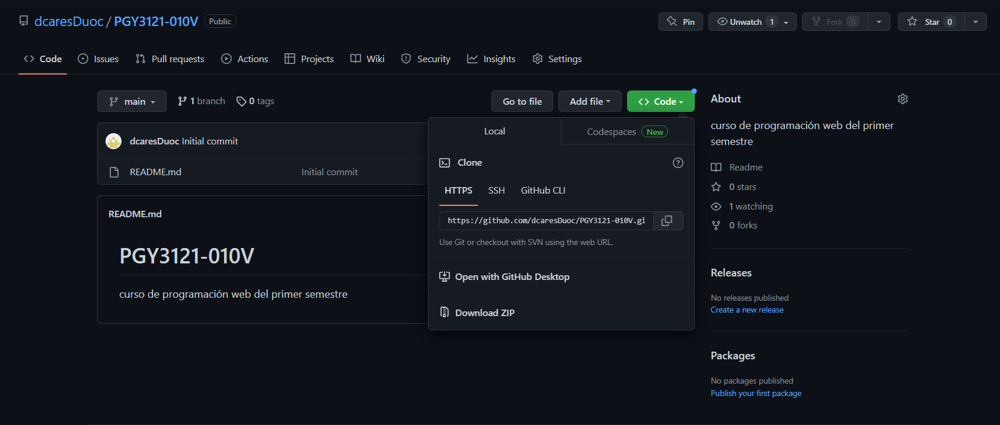 dcaresDuoc / PGY3121-010V Public
Pin
Unwatch 1
Fork 0
Star 0
Code
Issues
Pull requests
Actions
Projects
Wiki
Security
Insights
Settings
main
1 branch
0 tags
Go to file
Add file
Code
dcaresDuoc Initial commit
README.md
Initial commit
README.md
PGY3121-010V
curso de programación web del primer semestre
Local
Codespaces New
Clone
HTTPS
SSH
GitHub CLI
https://github.com/dcaresDuoc/PGY3121-010V.gi
Use Git or checkout with SVN using the web URL.
Open with GitHub Desktop
Download ZIP
About
curso de programación web del primer
semestre
Readme
0 stars
1 watching
0 forks
Releases
No releases published
Create a new release
Packages
No packages published
Publish your first package